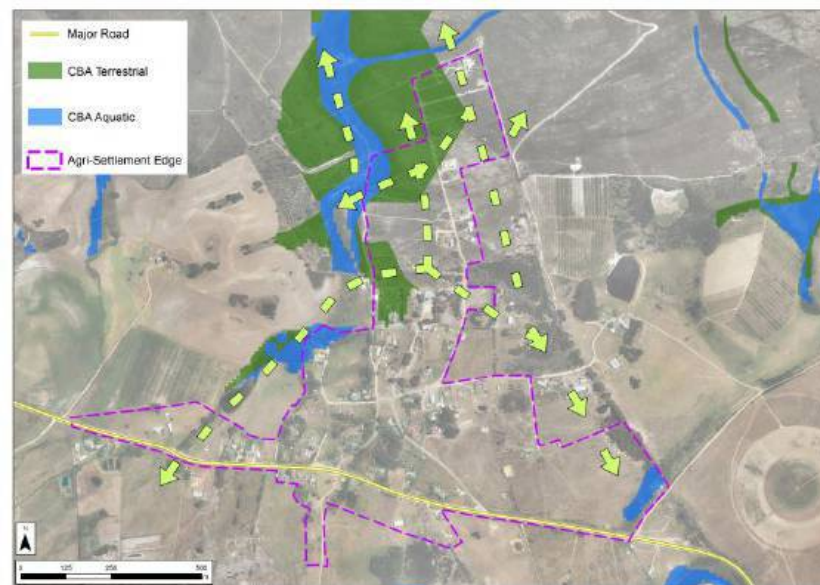 Major Road
CBA Terrestrial
CBA Aquatic
Agri-Settlement Edge
N
0 125 250 500
m